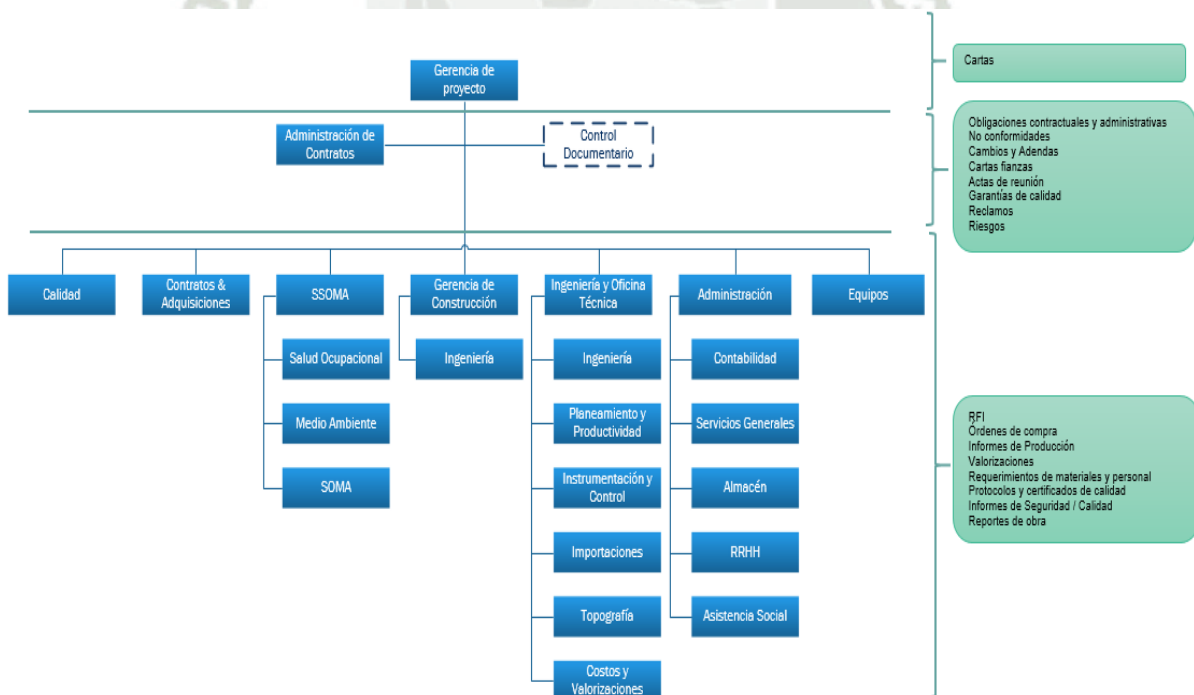 Gerencia de
proyecto
Cartas
Administración de
Contratos
Control
Documentario
Obligaciones contractuales y administrativas
No conformidades
Cambios y Adendas
Cartas fianzas
Actas de reunión
Garantías de calidad
Reclamos
Riesgos
Calidad
Contratos &
Adquisiciones
SSOMA
Gerencia de
Construcción
Ingeniería y Oficina
Técnica
Administración
Equipos
Salud Ocupacional
Ingeniería
Ingeniería
Contabilidad
Medio Ambiente
Planeamiento y
Productividad
Servicios Generales
SOMA
Instrumentación y
Control
Almacén
Importaciones
RRHH
Topografía
Asistencia Social
Costos y
Valorizaciones
RFI
Órdenes de compra
Informes de Producción
Valorizaciones
Requerimientos de materiales y personal
Protocolos y certificados de calidad
Informes de Seguridad / Calidad
Reportes de obra